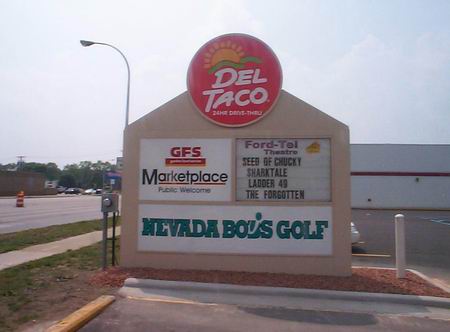 DEL
TACO
24HR DRIVE-THRU
GFS
Marketplace
Public Welcome
Ford-Tel
Theatre
SEED OF CHUCKY
SHARKTALE
LADDER 49
THE FORGOTTEN
NEVADA BOB'S GOLF